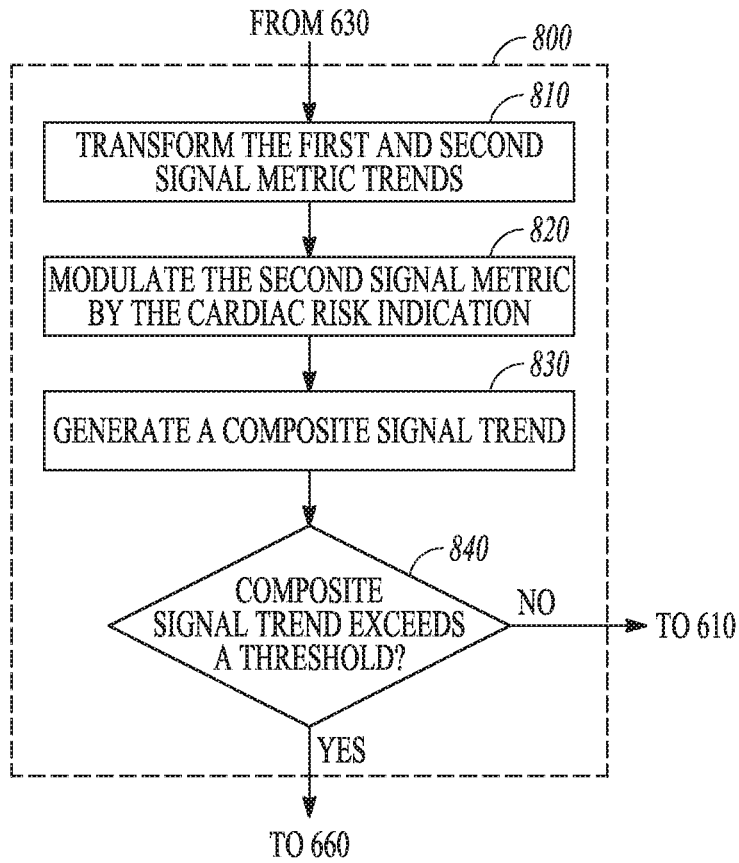 FROM 630
800
810
TRANSFORM THE FIRST AND SECOND
SIGNAL METRIC TRENDS
820
MODULATE THE SECOND SIGNAL METRIC
BY THE CARDIAC RISK INDICATION
830
GENERATE A COMPOSITE SIGNAL TREND
840
COMPOSITE
SIGNAL TREND EXCEEDS
A THRESHOLD?
NO
TO 610
YES
TO 660